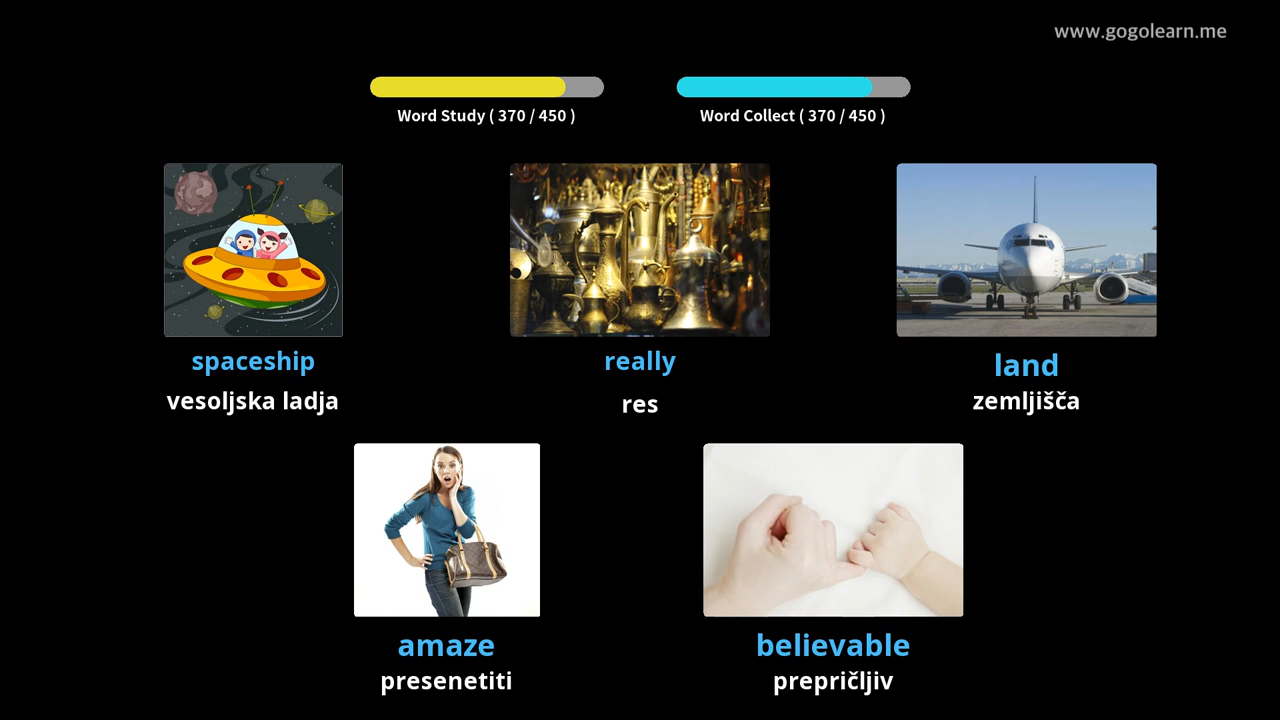 www.gogolearn.me
Word Study ( 370 / 450 )
Word Collect ( 370 / 450 )
spaceship
vesoljska ladja
really
res
land
zemljišča
amaze
presenetiti
believable
prepričljiv